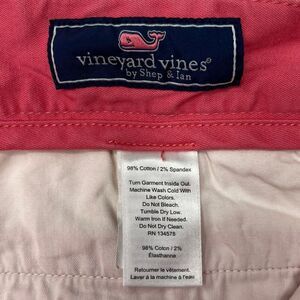 vineyard vines®
by Shep & Ian
98% Cotton / 2% Spandex
Turn Garment Inside Out.
Machine Wash Cold With
Like Colors.
Do Not Bleach.
Tumble Dry Low.
Warm Iron If Needed.
Do Not Dry Clean.
RN 134578
98% Coton / 2%
Élasthanne
Retourner le vêtement.
Laver à la machine à l'eau